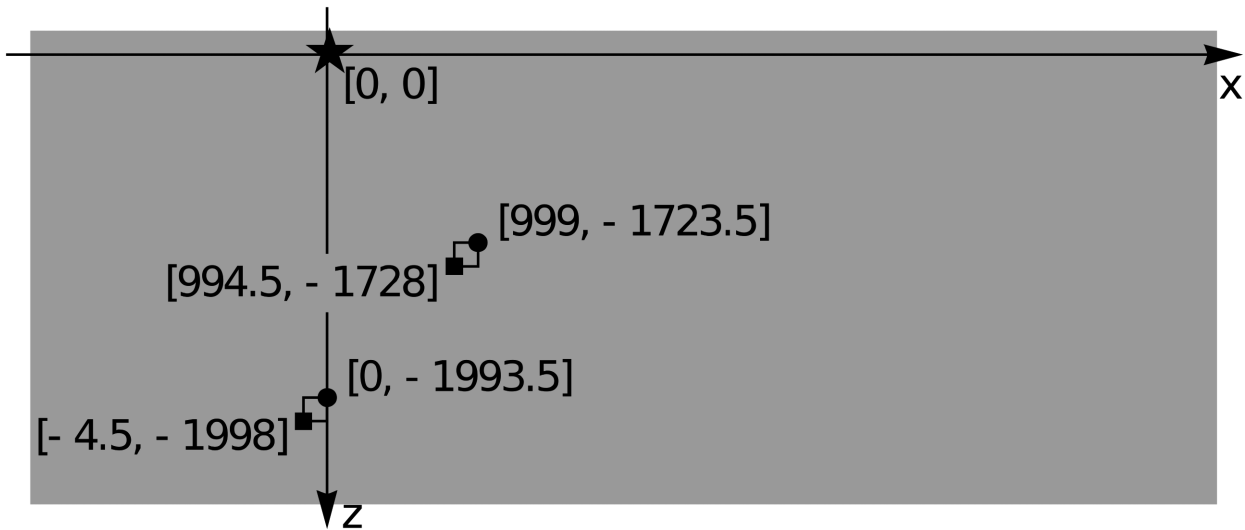 [0, 0]
x
[999, - 1723.5]
[994.5, - 1728]
[0, - 1993.5]
[- 4.5, - 1998]
z